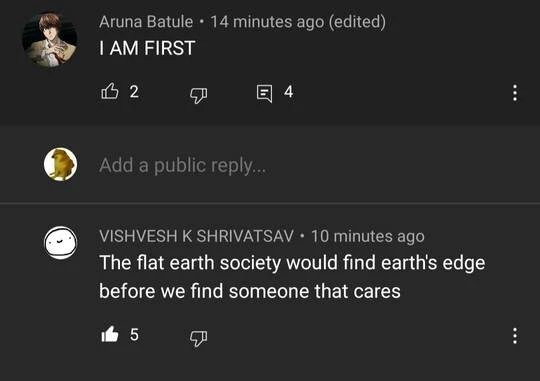 Aruna Batule • 14 minutes ago (edited)
I AM FIRST
2 4
Add a public reply...
VISHVESH K SHRIVATSAV • 10 minutes ago
The flat earth society would find earth's edge
before we find someone that cares
5